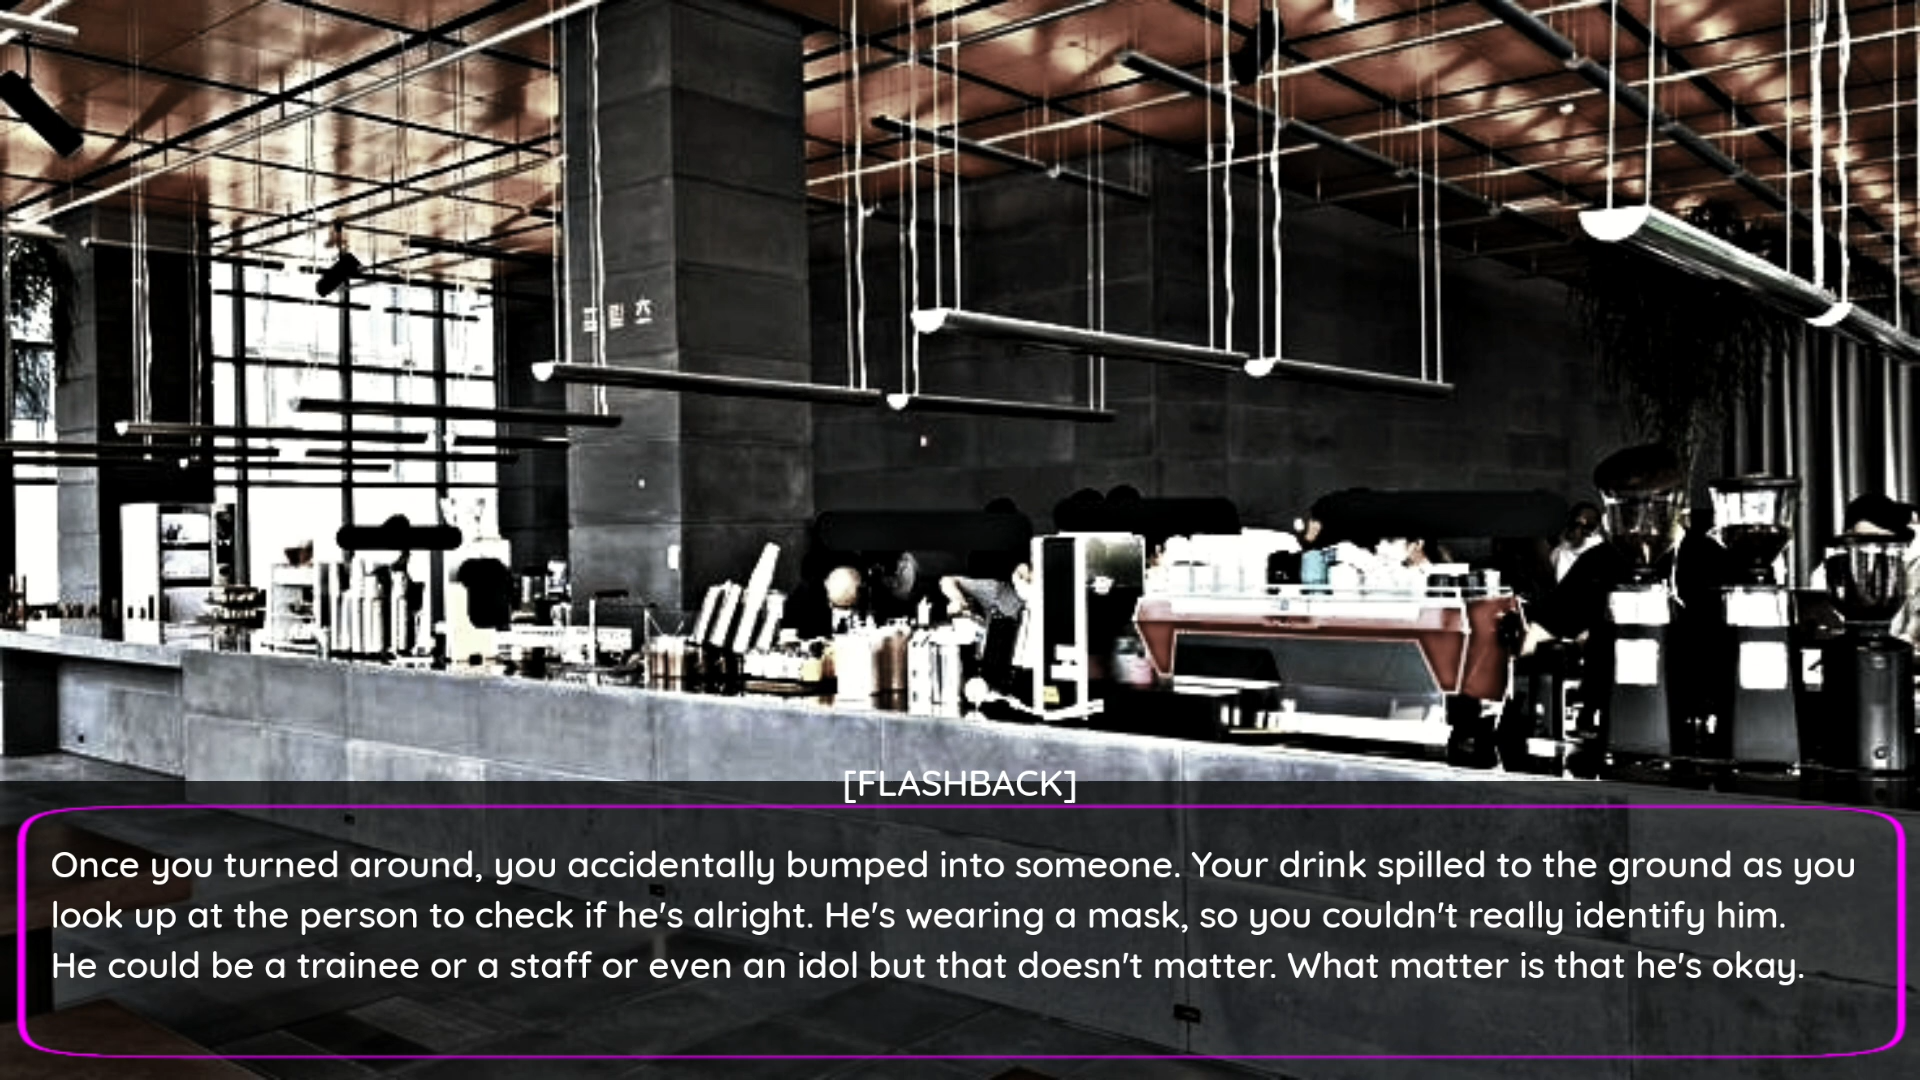 프릳츠
[FLASHBACK]
Once you turned around, you accidentally bumped into someone. Your drink spilled to the ground as you
look up at the person to check if he's alright. He's wearing a mask, so you couldn't really identify him.
He could be a trainee or a staff or even an idol but that doesn't matter. What matter is that he's okay.